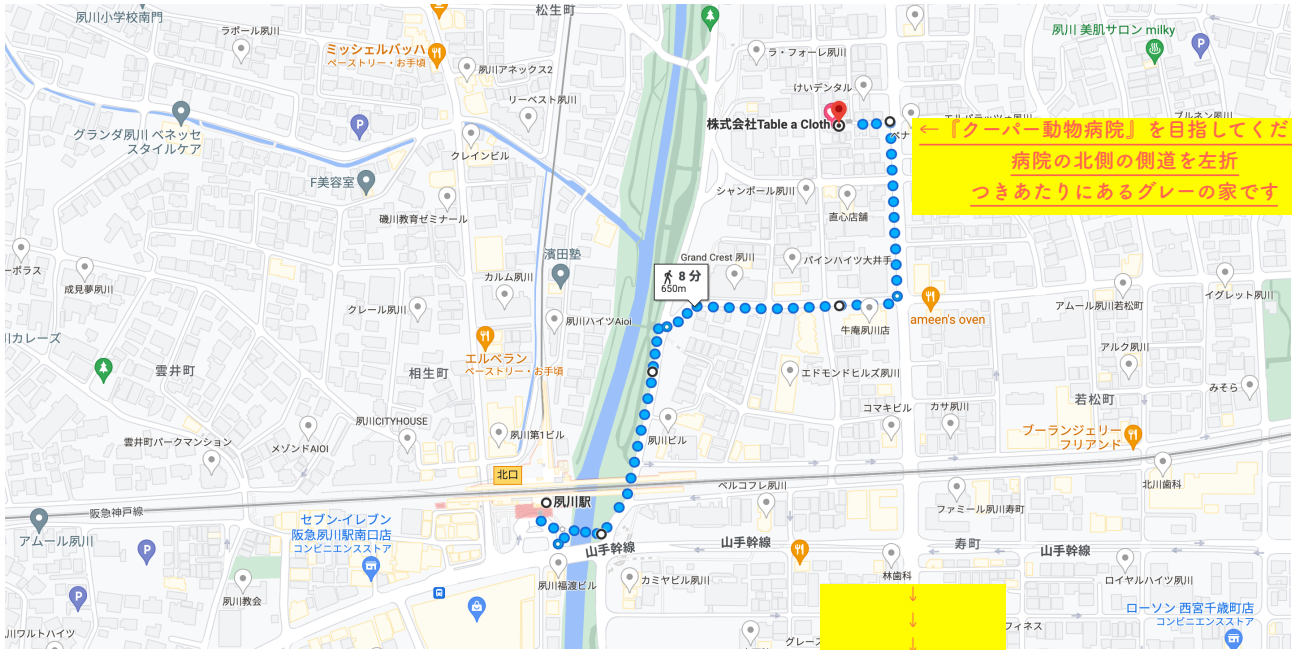 夙川小学校南門
松生町
ラポール夙川
ミッシェルバッハ
ペーストリー・お手頃
夙川アネックス2
ラ・フォーレ夙川
夙川 美肌サロン milky
リーベスト夙川
けいデンタル
グランダ夙川 ベネッセ
スタイルケア
株式会社Table a Cloth
クレインビル
←『クーパー動物病院』を目指してくだ
病院の北側の側道を左折
つきあたりにあるグレーの家です
F美容室
磯川教育ゼミナール
シャンボール夙川
直心店舗
濱田塾
Grand Crest 夙川
パインハイツ大井手
ーポラス
成見夢夙川
カルム夙川
8 分
650m
クレール夙川
夙川ハイツAioi
牛庵夙川店
ameen's oven
アムール夙川若松町
イグレット夙川
川カレーズ
エルベラン
ペーストリー・お手頃
雲井町
相生町
エドモンドヒルズ夙川
アルク夙川
みそら
若松町
夙川CITYHOUSE
夙川第1ビル
夙川ビル
コマキビル
カサ夙川
雲井町パークマンション
メゾンドAIOI
ブーランジェリー
フリアンド
北口
夙川駅
ベルコフレ夙川
北川歯科
阪急神戸線
ファミール夙川寿町
アムール夙川
セブン-イレブン
阪急夙川駅南口店
コンビニエンスストア
山手幹線
山手幹線
寿町
山手幹線
夙川教会
夙川福渡ビル
カミヤビル夙川
林歯科
ロイヤルハイツ夙川
↓
↓
↓
ローソン 西宮千歳町店
コンビニエンスストア
川ワルトハイツ
グレース
フィネス